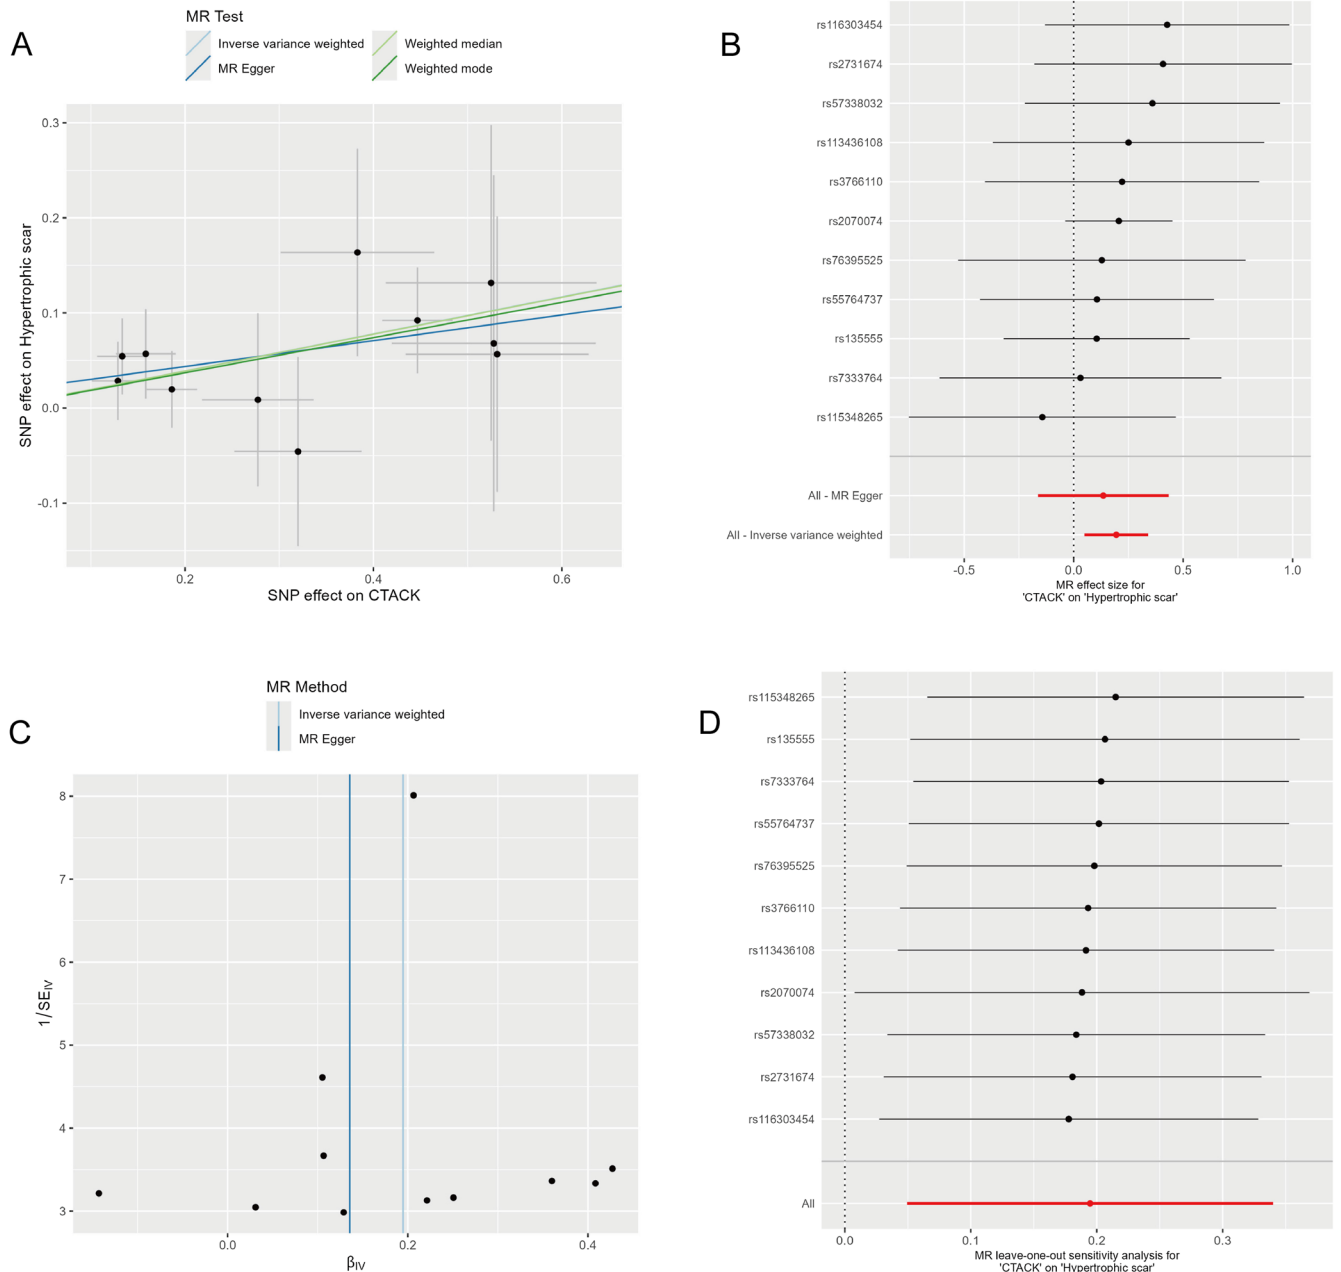 A
MR Test
Inverse variance weighted
Weighted median
MR Egger
Weighted mode
SNP effect on Hypertrophic scar
0.3
0.2
0.1
0.0
-0.1
0.2
0.4
0.6
SNP effect on CTACK
B
rs116303454
rs2731674
rs57338032
rs113436108
rs3766110
rs2070074
rs76395525
rs55764737
rs135555
rs7333764
rs115348265
All - MR Egger
All - Inverse variance weighted
-0.5
0.0
0.5
1.0
MR effect size for
'CTACK' on 'Hypertrophic scar'
C
MR Method
Inverse variance weighted
MR Egger
1/SE_IV
8
7
6
5
4
3
0.0
0.2
0.4
β_IV
D
rs115348265
rs135555
rs7333764
rs55764737
rs76395525
rs3766110
rs113436108
rs2070074
rs57338032
rs2731674
rs116303454
All
0.0
0.1
0.2
0.3
MR leave-one-out sensitivity analysis for
'CTACK' on 'Hypertrophic scar'